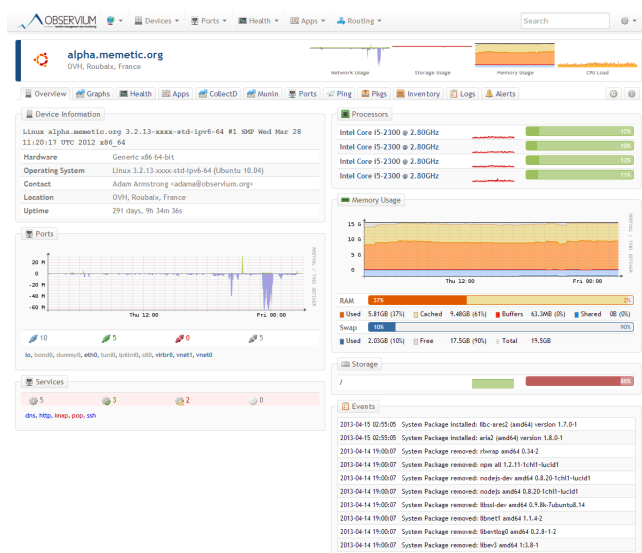 OBSERVIUM
Devices
Ports
Health
Apps
Routing
Search
alpha.memetic.org
OVH, Roubaix, France
Network Usage
Storage Usage
Memory Usage
CPU Load
Overview
Graphs
Health
Apps
CollectD
Munin
Ports
Ping
Pkgs
Inventory
Logs
Alerts
Device Information
Linux alpha.memetic.org 3.2.13-xxxx-std-ipv6-64 #1 SMP Wed Mar 28
11:20:17 UTC 2012 x86_64
Hardware Generic x86 64-bit
Operating System Linux 3.2.13-xxxx-std-ipv6-64 (Ubuntu 10.04)
Contact Adam Armstrong <adama@observium.org>
Location OVH, Roubaix, France
Uptime 291 days, 9h 34m 36s
Ports
20 M
0
-20 M
-40 M
-60 M
Thu 12:00 Fri 00:00
10 5 0 5
lo, bond0, dummy0, eth0, tunl0, ip6tnl0, sit0, virbr0, vnet1, vnet0
Services
5 3 2 0
dns, http, imap, pop, ssh
Processors
Intel Core i5-2300 @ 2.80GHz 12%
Intel Core i5-2300 @ 2.80GHz 10%
Intel Core i5-2300 @ 2.80GHz 12%
Intel Core i5-2300 @ 2.80GHz 11%
Memory Usage
15 G
10 G
5 G
0
Thu 12:00 Fri 00:00
RAM 37%
Used 5.81GB (37%) Cached 9.48GB (61%) Buffers 63.3MB (0%) Shared 0B (0%)
Swap 10% 90%
Used 2.03GB (10%) Free 17.5GB (90%) Total 19.5GB
Storage
/ 88%
Events
2013-04-15 02:55:05 System Package installed: libc-ares2 (amd64) version 1.7.0-1
2013-04-15 02:55:05 System Package installed: aria2 (amd64) version 1.8.0-1
2013-04-14 19:00:07 System Package removed: rlwrap amd64 0.34-2
2013-04-14 19:00:07 System Package removed: npm all 1.2.11-1chl1-lucid1
2013-04-14 19:00:07 System Package removed: nodejs-dev amd64 0.8.20-1chl1-lucid1
2013-04-14 19:00:07 System Package removed: nodejs amd64 0.8.20-1chl1-lucid1
2013-04-14 19:00:07 System Package removed: libssl-dev amd64 0.9.8k-7ubuntu8.14
2013-04-14 19:00:07 System Package removed: libnet1 amd64 1.1.4-2
2013-04-14 19:00:07 System Package removed: libevtlog0 amd64 0.2.8~1-2
2013-04-14 19:00:07 System Package removed: libev3 amd64 1:3.8-1